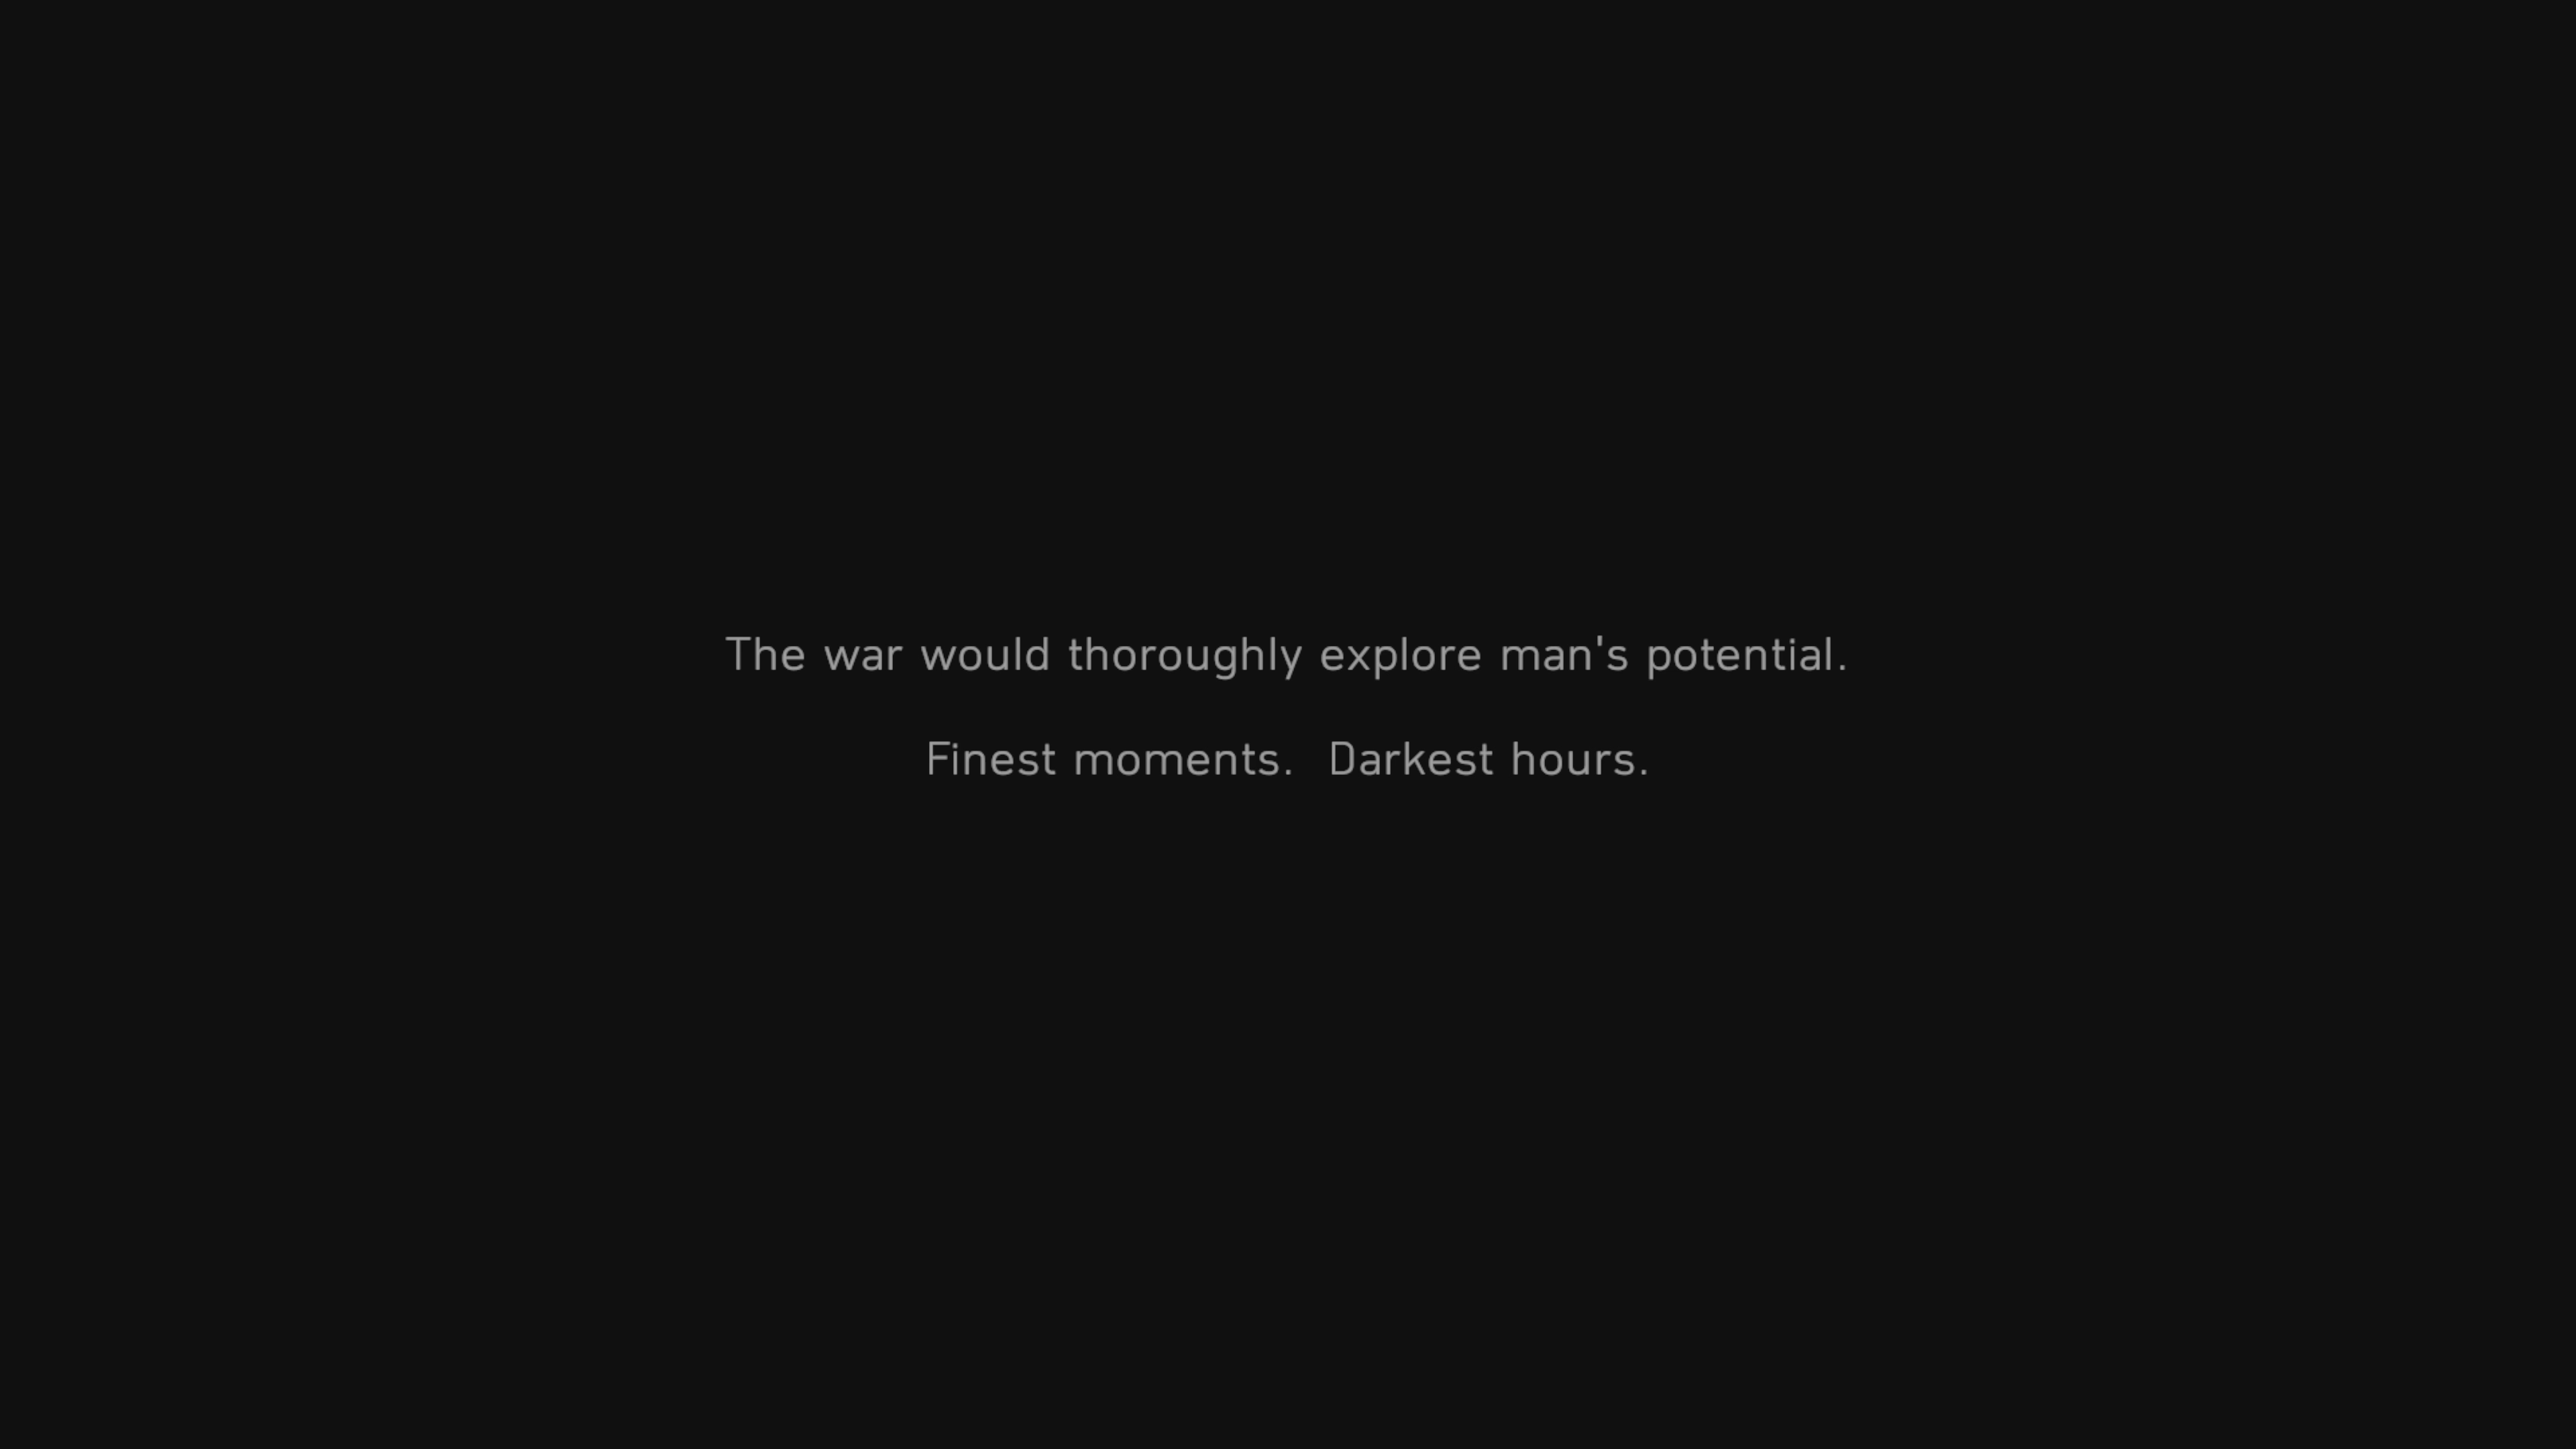 The war would thoroughly explore man's potential.
Finest moments.  Darkest hours.